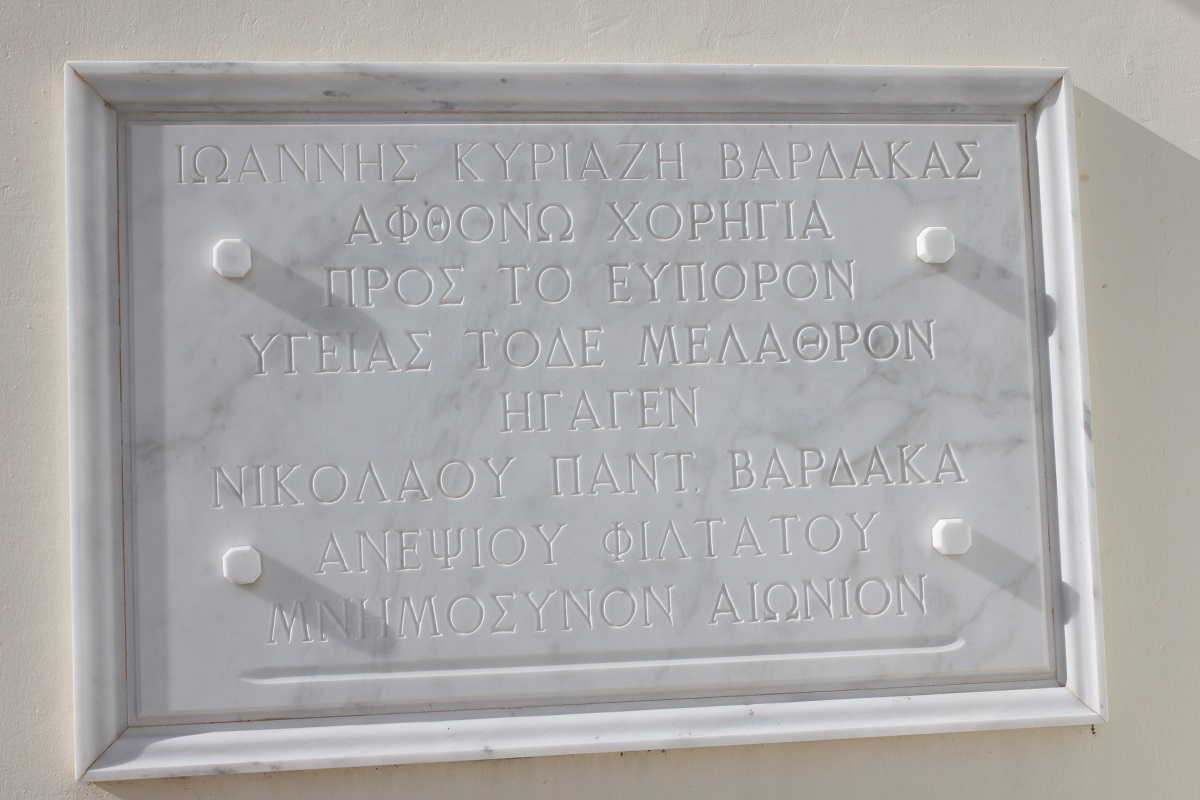 ΙΩΑΝΝΗΣ ΚΥΡΙΑΖΗ ΒΑΡΔΑΚΑΣ
ΑΦΘΟΝΩ ΧΟΡΗΓΙΑ
ΠΡΟΣ ΤΟ ΕΥΠΟΡΟΝ
ΥΓΕΙΑΣ ΤΟΔΕ ΜΕΛΑΘΡΟΝ
ΗΓΑΓΕΝ
ΝΙΚΟΛΑΟΥ ΠΑΝΤ. ΒΑΡΔΑΚΑ
ΑΝΕΨΙΟΥ ΦΙΛΤΑΤΟΥ
ΜΝΗΜΟΣΥΝΟΝ ΑΙΩΝΙΟΝ